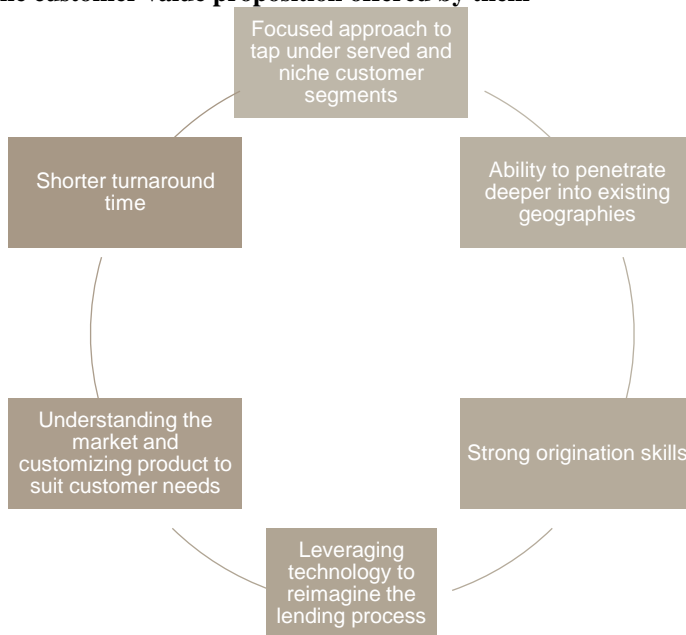 he customer value proposition offered by them
Focused approach to
tap under served and
niche customer
segments
Ability to penetrate
deeper into existing
geographies
Strong origination skills
Leveraging
technology to
reimagine the
lending process
Understanding the
market and
customizing product to
suit customer needs
Shorter turnaround
time